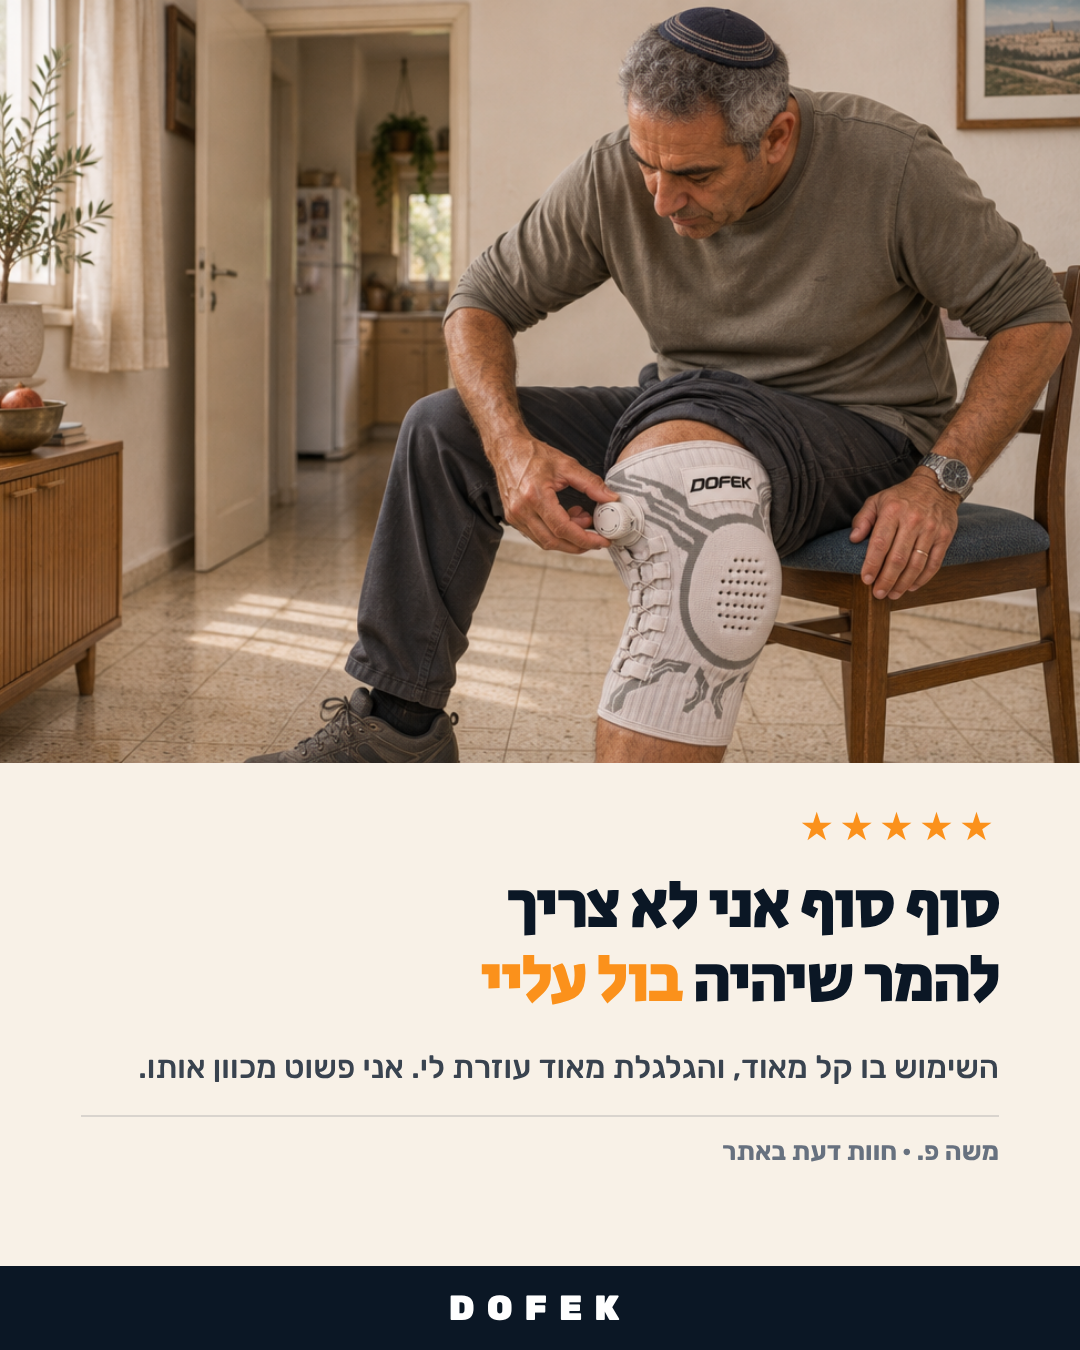 DOFEK
★★★★★
סוף סוף אני לא צריך
להמר שיהיה בול עליי
השימוש בו קל מאוד, והגלגלת מאוד עוזרת לי. אני פשוט מכוון אותו.
משה פ. • חוות דעת באתר
DOFEK